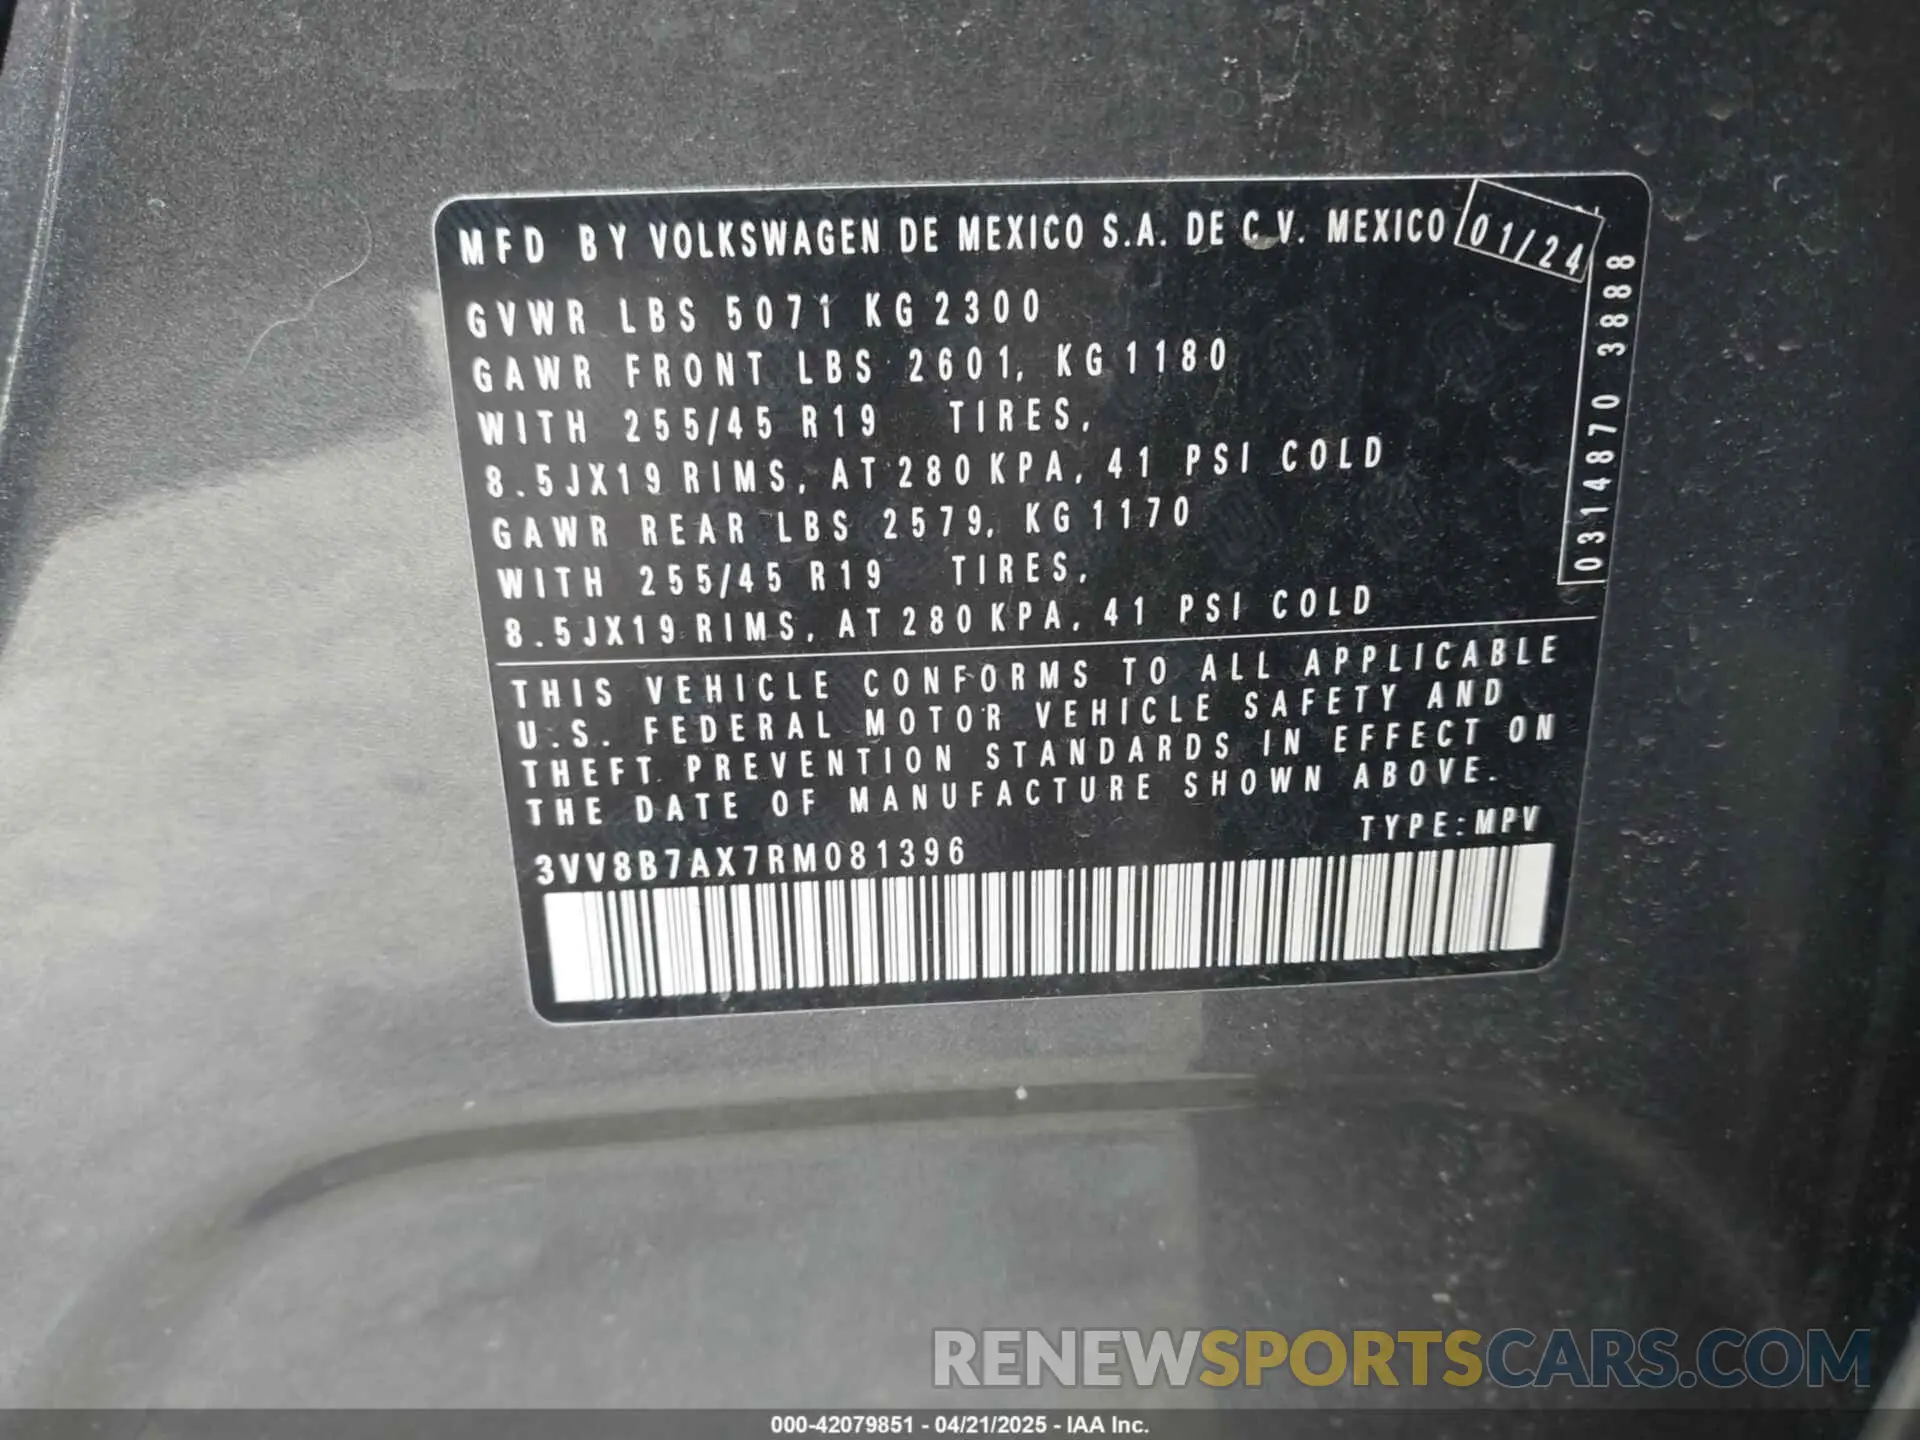 MFD BY VOLKSWAGEN DE MEXICO S.A. DE C.V. MEXICO 01/24
GVWR LBS 5071 KG 2300
GAWR FRONT LBS 2601, KG 1180
WITH 255/45 R19 TIRES,
8.5JX19 RIMS, AT 280 KPA, 41 PSI COLD
GAWR REAR LBS 2579, KG 1170
WITH 255/45 R19 TIRES,
8.5JX19 RIMS, AT 280 KPA, 41 PSI COLD
0314870 3888
THIS VEHICLE CONFORMS TO ALL APPLICABLE
U.S. FEDERAL MOTOR VEHICLE SAFETY AND
THEFT PREVENTION STANDARDS IN EFFECT ON
THE DATE OF MANUFACTURE SHOWN ABOVE.
TYPE:MPV
3VV8B7AX7RM081396
RENEWSPORTSCARS.COM
000-42079851 - 04/21/2025 - IAA Inc.